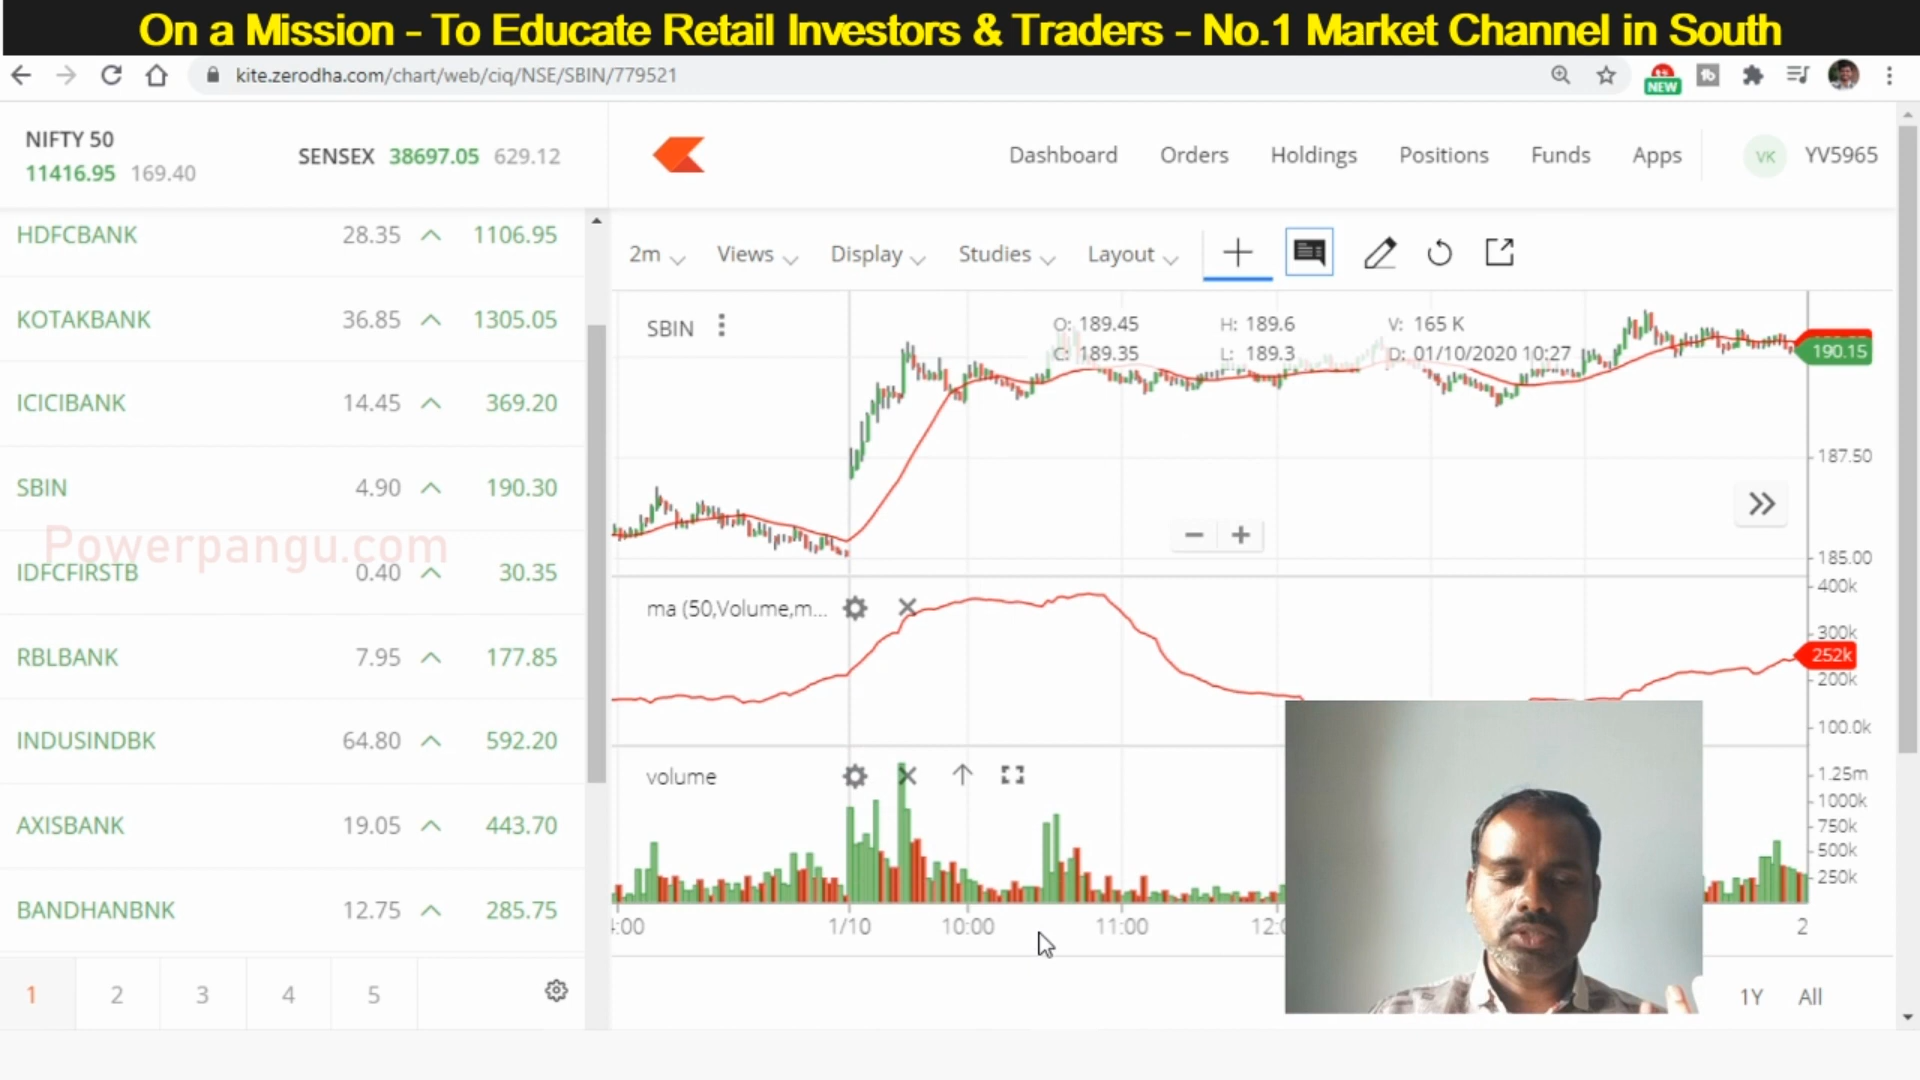 On a Mission - To Educate Retail Investors & Traders - No.1 Market Channel in South
kite.zerodha.com/chart/web/ciq/NSE/SBIN/779521
NEW
NIFTY 50
11416.95 169.40
SENSEX 38697.05 629.12
Dashboard Orders Holdings Positions Funds Apps
VK YV5965
HDFCBANK 28.35 1106.95
KOTAKBANK 36.85 1305.05
ICICIBANK 14.45 369.20
SBIN 4.90 190.30
Powerpangu.com
IDFCFIRSTB 0.40 30.35
RBLBANK 7.95 177.85
INDUSINDBK 64.80 592.20
AXISBANK 19.05 443.70
BANDHANBNK 12.75 285.75
1 2 3 4 5
2m Views Display Studies Layout
SBIN
O: 189.45 H: 189.6 V: 165 K
C: 189.35 L: 189.3 D: 01/10/2020 10:27
190.15
187.50
185.00
ma (50,Volume,m...
400k
300k
252k
200k
100.0k
volume
1.25m
1000k
750k
500k
250k
:00 1/10 10:00 11:00 12:0 2
1Y All